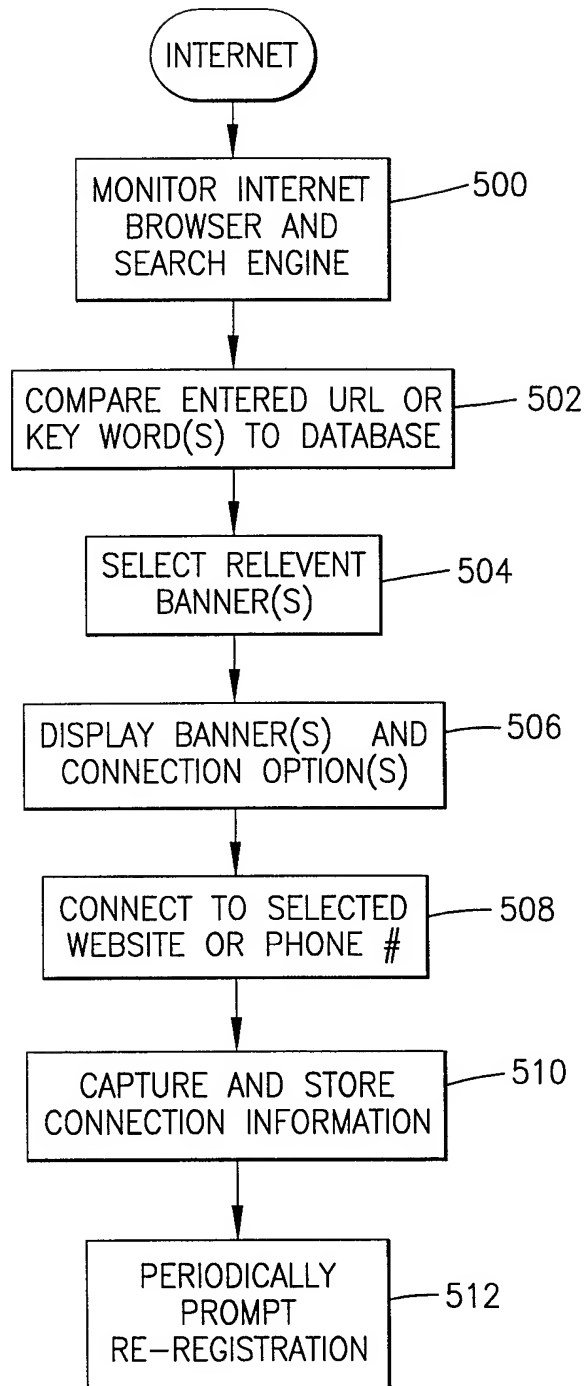 INTERNET
MONITOR INTERNET
BROWSER AND
SEARCH ENGINE
500
COMPARE ENTERED URL OR
KEY WORD(S) TO DATABASE
502
SELECT RELEVENT
BANNER(S)
504
DISPLAY BANNER(S) AND
CONNECTION OPTION(S)
506
CONNECT TO SELECTED
WEBSITE OR PHONE #
508
CAPTURE AND STORE
CONNECTION INFORMATION
510
PERIODICALLY
PROMPT
RE-REGISTRATION
512